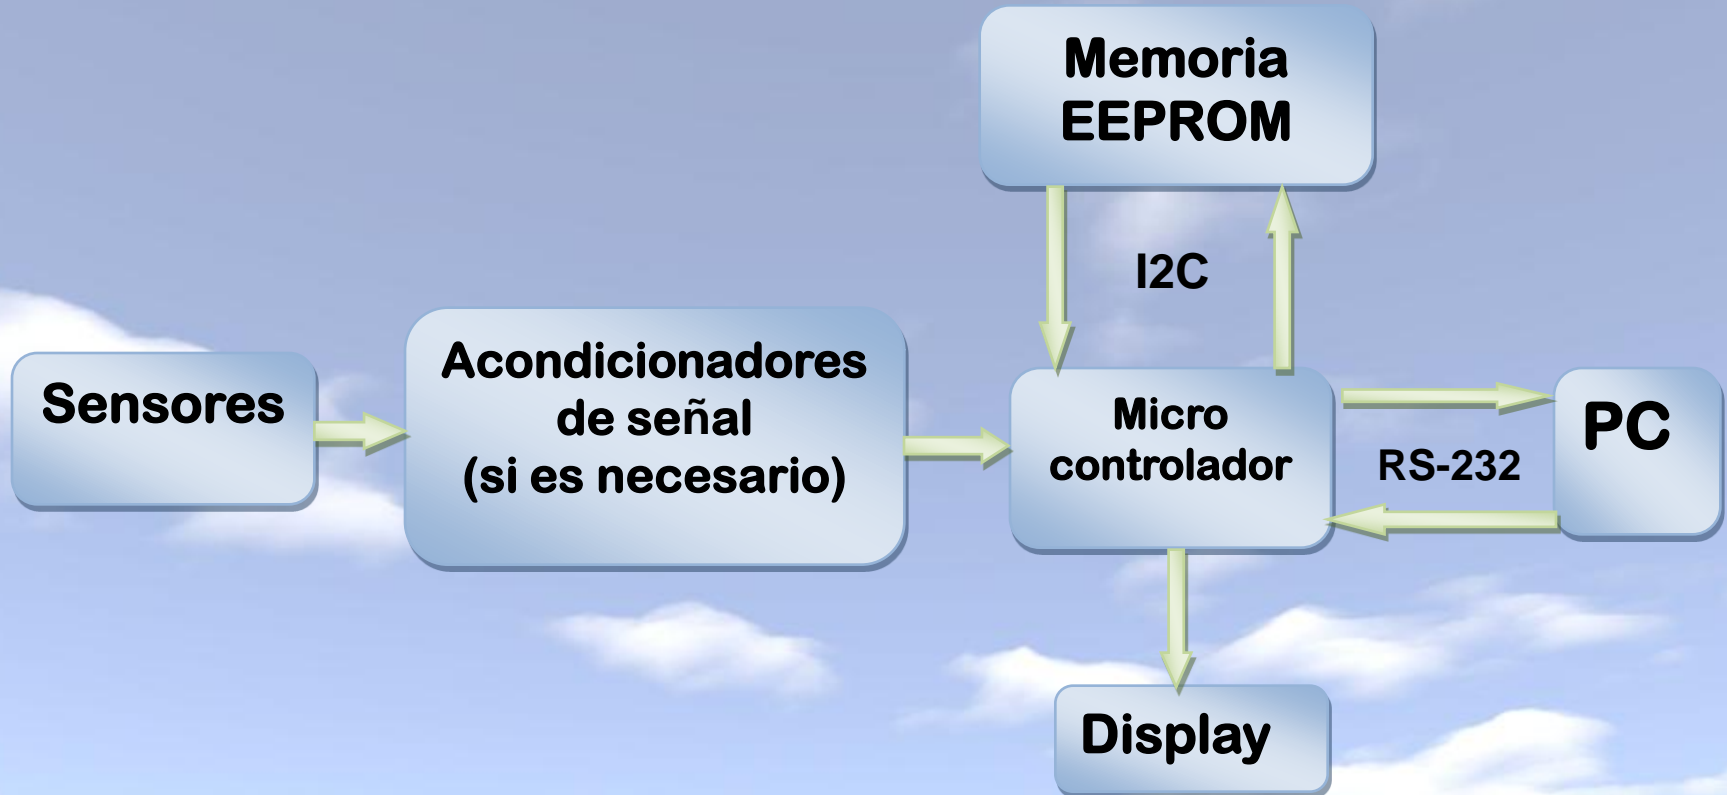 Memoria
EEPROM
I2C
Sensores
Acondicionadores
de señal
(si es necesario)
Micro
controlador
RS-232
PC
Display